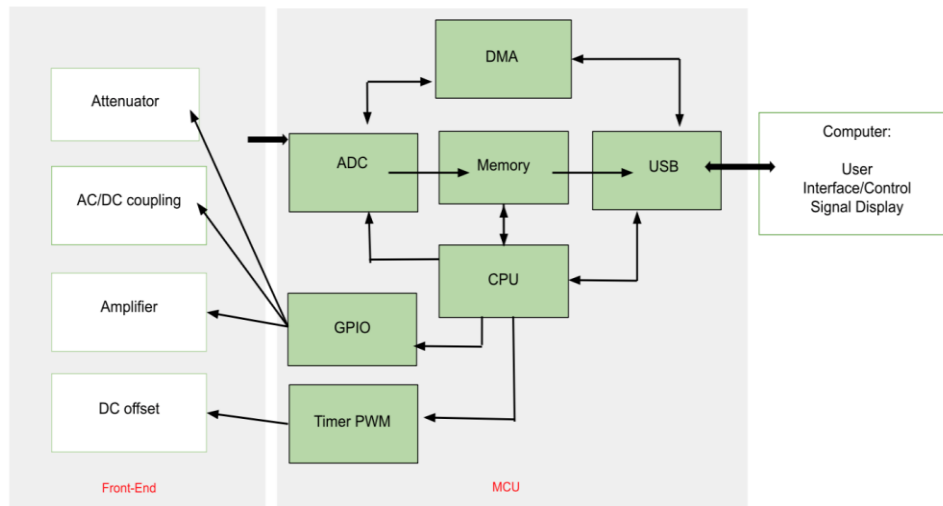 Attenuator
AC/DC coupling
Amplifier
DC offset
Front-End
DMA
ADC
Memory
USB
CPU
GPIO
Timer PWM
MCU
Computer:
User
Interface/Control
Signal Display